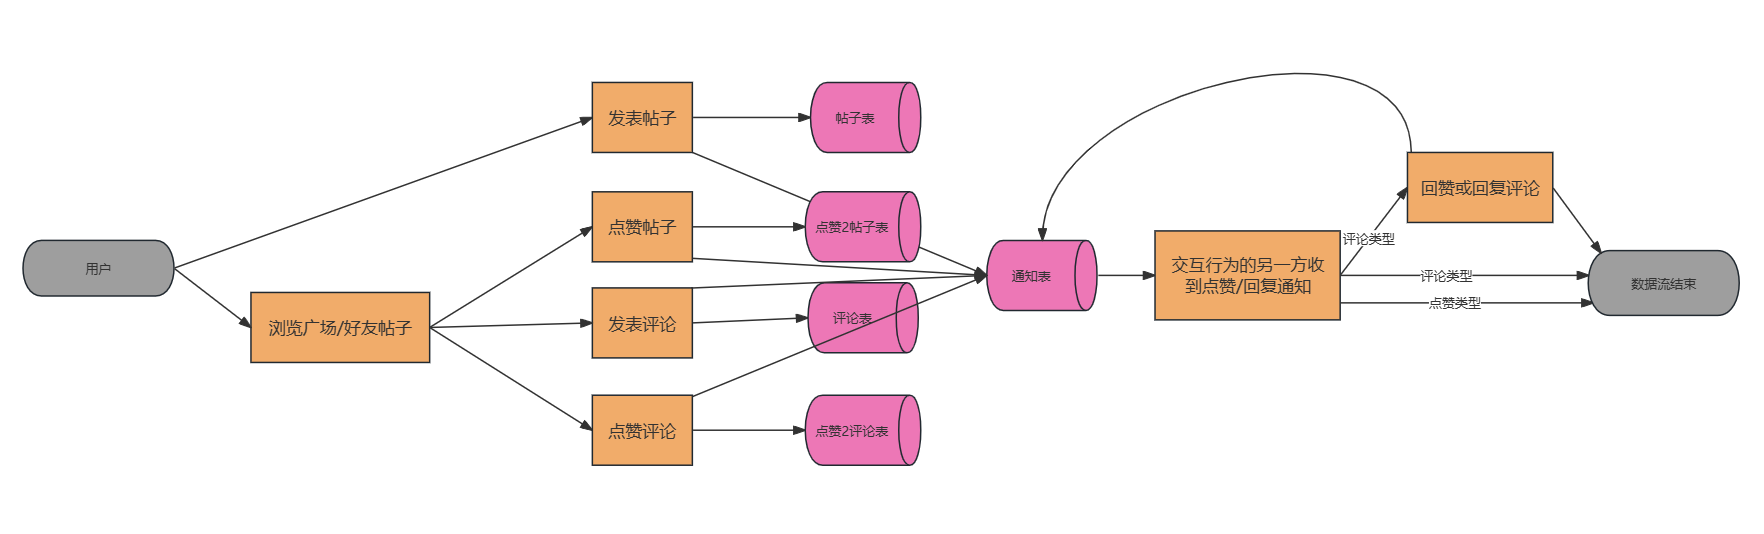 用户
浏览广场/好友帖子
发表帖子
点赞帖子
发表评论
点赞评论
帖子表
点赞2帖子表
评论表
点赞2评论表
通知表
交互行为的另一方收
到点赞/回复通知
评论类型
评论类型
点赞类型
回赞或回复评论
数据流结束